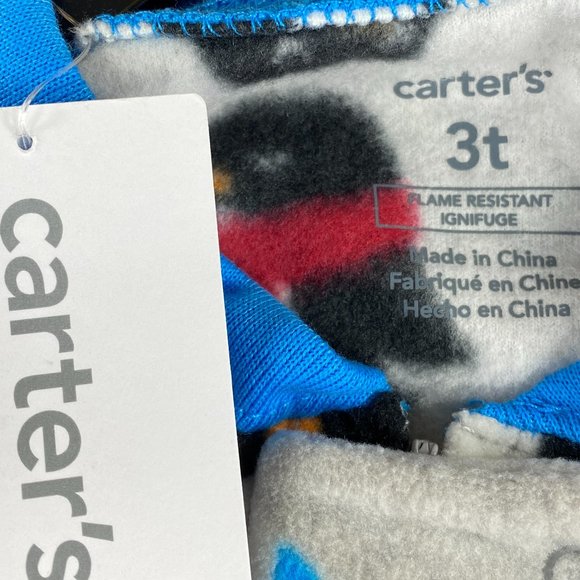 carter's
3t
FLAME RESISTANT
IGNIFUGE
Made in China
Fabriqué en Chine
Hecho en China
carter's